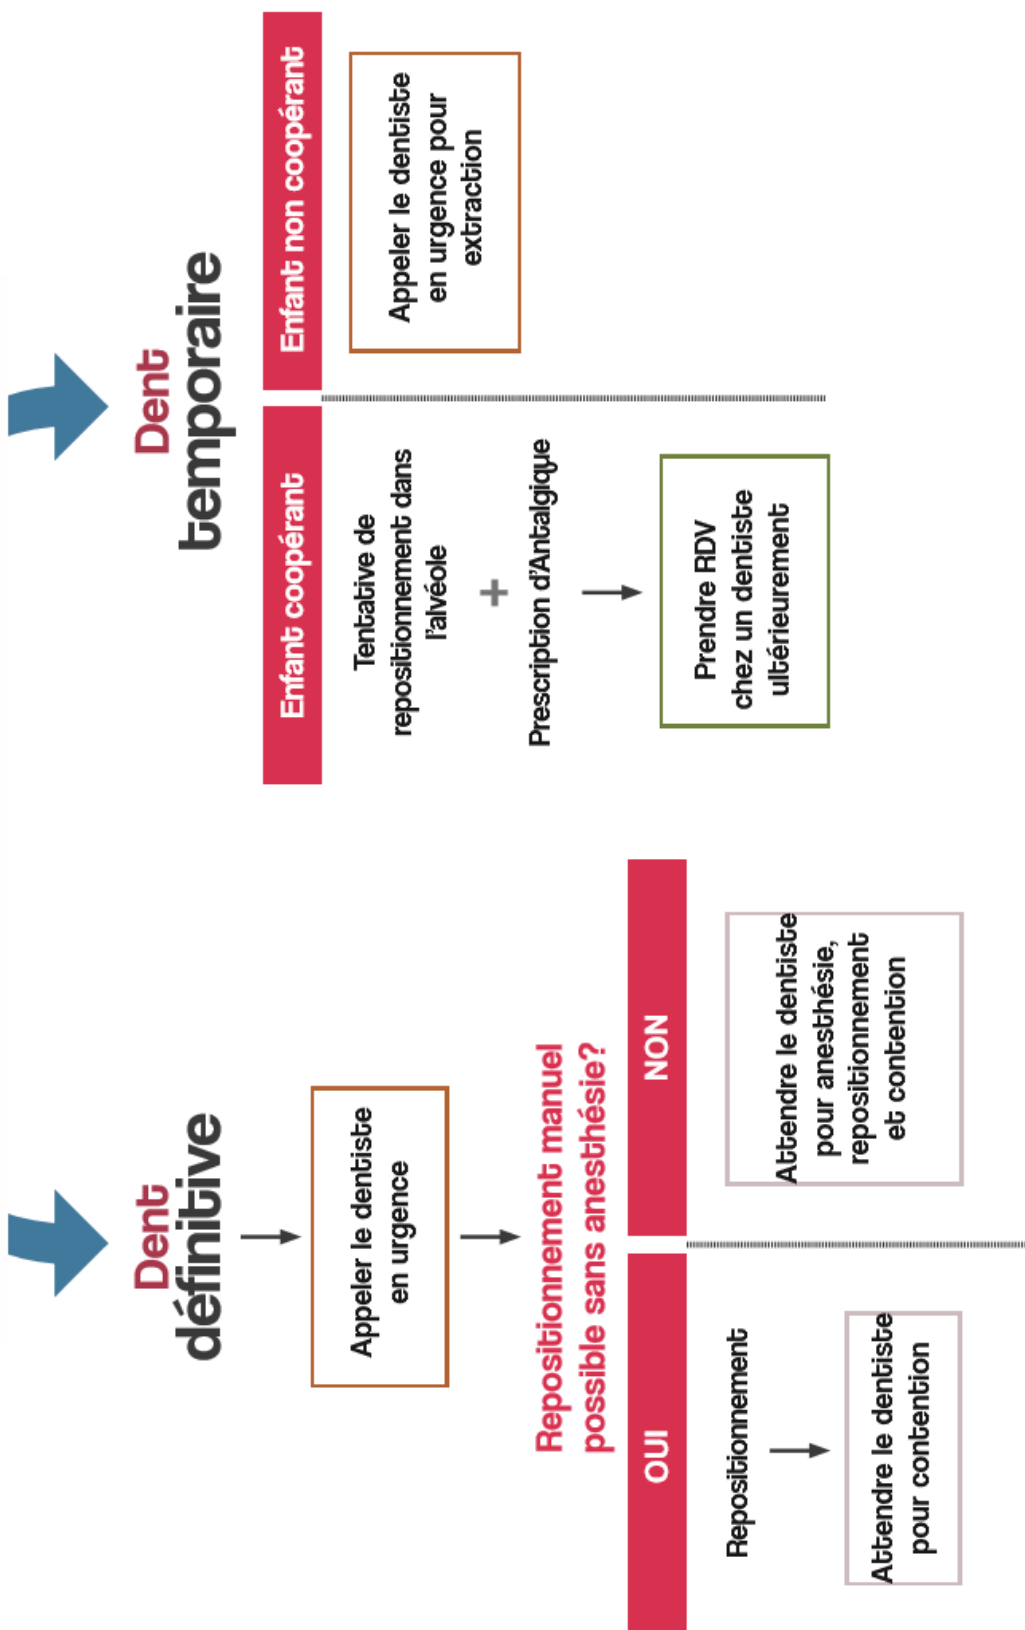 Dent
définitive
Appeler le dentiste
en urgence
Repositionnement manuel
possible sans anesthésie?
OUI
Repositionnement
Attendre le dentiste
pour contention
NON
Attendre le dentiste
pour anesthésie,
repositionnement
et contention
Dent
temporaire
Enfant coopérant
Tentative de
repositionnement dans
l'alvéole
+
Prescription d'Antalgique
Prendre RDV
chez un dentiste
ultérieurement
Enfant non coopérant
Appeler le dentiste
en urgence pour
extraction